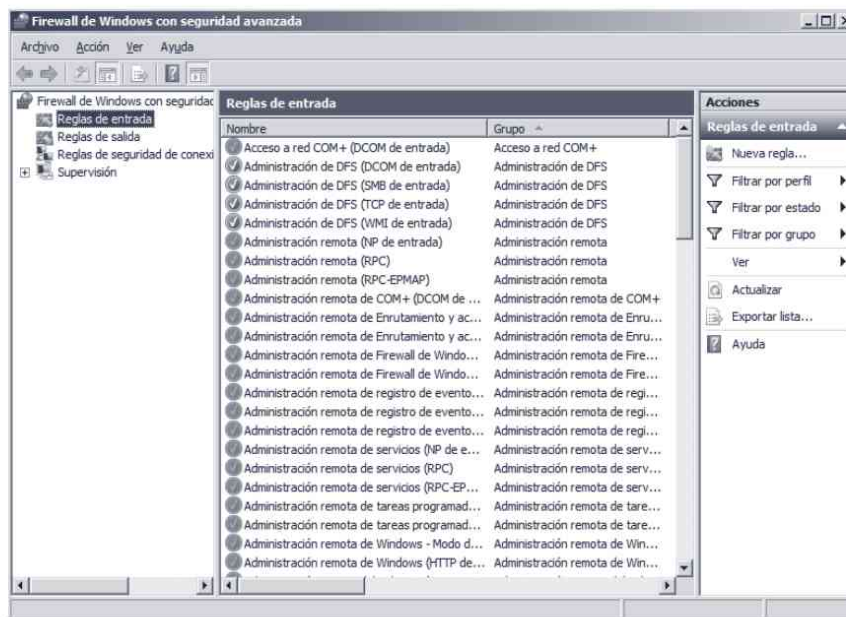 Firewall de Windows con seguridad avanzada
Archivo Acción Ver Ayuda
Firewall de Windows con seguridac
Reglas de entrada
Reglas de salida
Reglas de seguridad de conexi
Supervisión
Reglas de entrada
Nombre Grupo
Acceso a red COM+ (DCOM de entrada) Acceso a red COM+
Administración de DFS (DCOM de entrada) Administración de DFS
Administración de DFS (SMB de entrada) Administración de DFS
Administración de DFS (TCP de entrada) Administración de DFS
Administración de DFS (WMI de entrada) Administración de DFS
Administración remota (NP de entrada) Administración remota
Administración remota (RPC) Administración remota
Administración remota (RPC-EPMAP) Administración remota
Administración remota de COM+ (DCOM de ... Administración remota de COM+
Administración remota de Enrutamiento y ac... Administración remota de Enru...
Administración remota de Enrutamiento y ac... Administración remota de Enru...
Administración remota de Firewall de Windo... Administración remota de Fire...
Administración remota de Firewall de Windo... Administración remota de Fire...
Administración remota de registro de evento... Administración remota de regi...
Administración remota de registro de evento... Administración remota de regi...
Administración remota de registro de evento... Administración remota de regi...
Administración remota de servicios (NP de e... Administración remota de serv...
Administración remota de servicios (RPC) Administración remota de serv...
Administración remota de servicios (RPC-EP... Administración remota de serv...
Administración remota de tareas programad... Administración remota de tare...
Administración remota de tareas programad... Administración remota de tare...
Administración remota de Windows - Modo d... Administración remota de Win...
Administración remota de Windows (HTTP de... Administración remota de Win...
Acciones
Reglas de entrada
Nueva regla...
Filtrar por perfil
Filtrar por estado
Filtrar por grupo
Ver
Actualizar
Exportar lista...
Ayuda